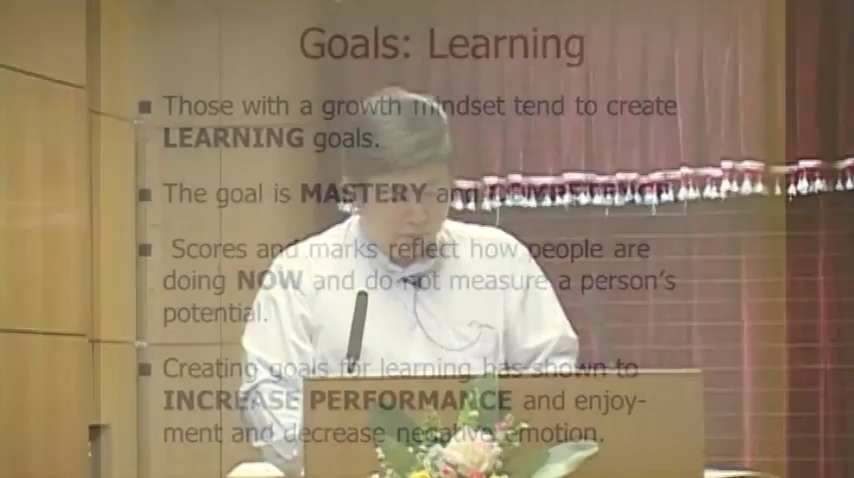 Goals: Learning
■ Those with a growth mindset tend to create
LEARNING goals.
■ The goal is MASTERY and COMPETENCE.
■ Scores and marks reflect how people are
doing NOW and do not measure a person's
potential.
■ Creating goals for learning has shown to
INCREASE PERFORMANCE and enjoy-
ment and decrease negative emotion.